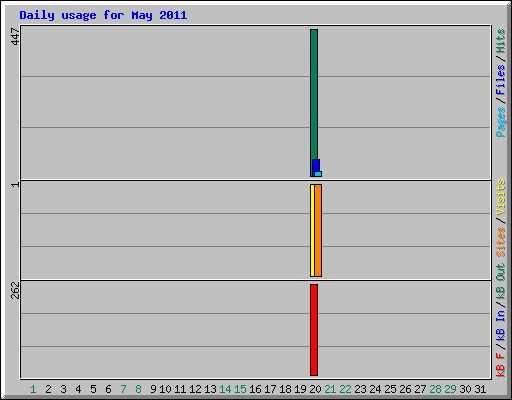 Daily usage for May 2011
447
1
262
Pages / Files / Hits
Sites / Visits
kB F / kB In / kB Out
1 2 3 4 5 6 7 8 9 10 11 12 13 14 15 16 17 18 19 20 21 22 23 24 25 26 27 28 29 30 31